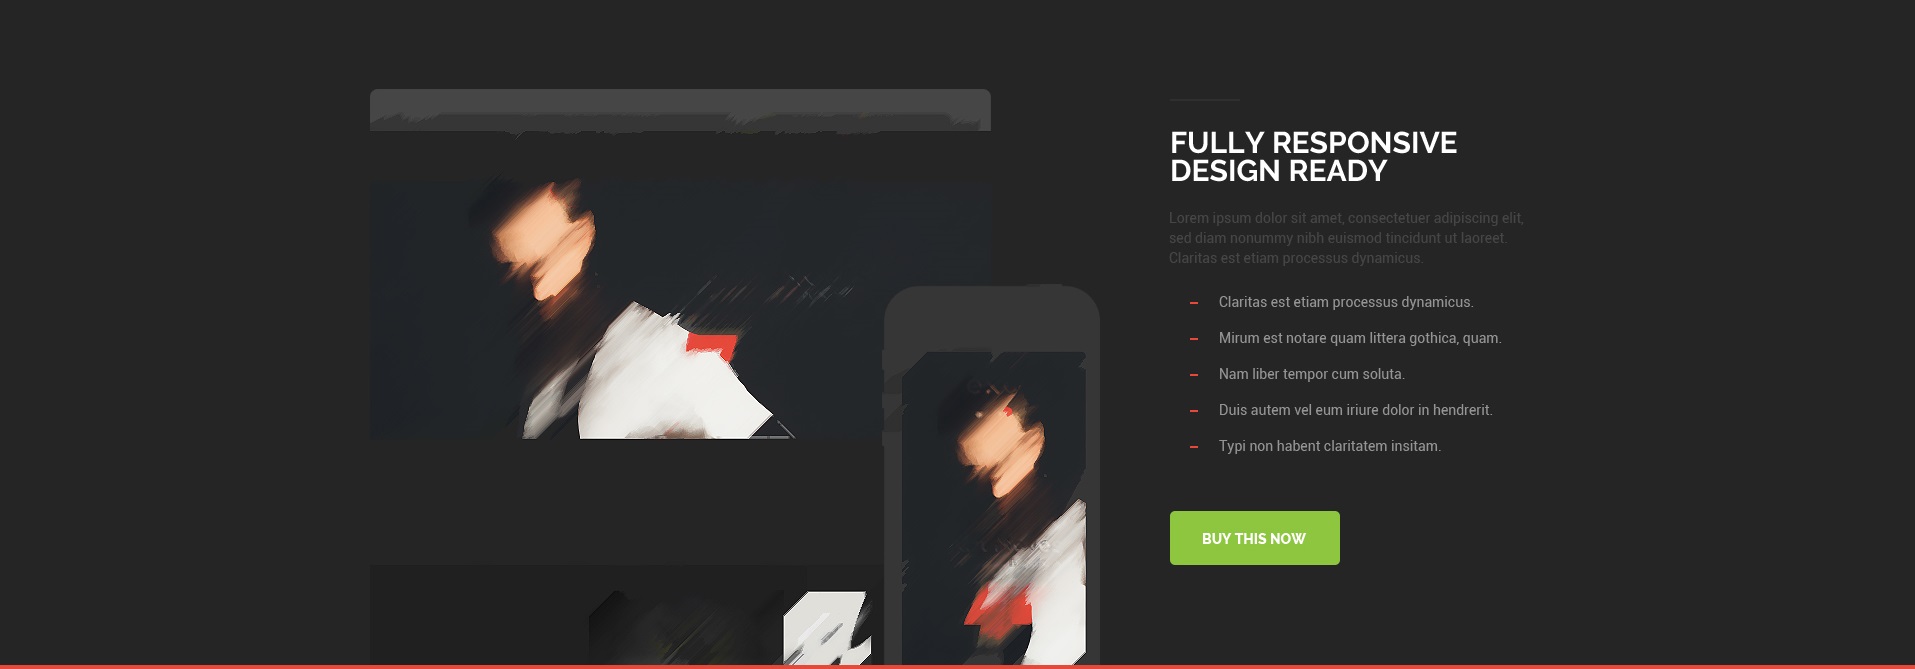 FULLY RESPONSIVE
DESIGN READY
Lorem ipsum dolor sit amet, consectetuer adipiscing elit,
sed diam nonummy nibh euismod tincidunt ut laoreet.
Claritas est etiam processus dynamicus.
Claritas est etiam processus dynamicus.
Mirum est notare quam littera gothica, quam.
Nam liber tempor cum soluta.
Duis autem vel eum iriure dolor in hendrerit.
Typi non habent claritatem insitam.
BUY THIS NOW